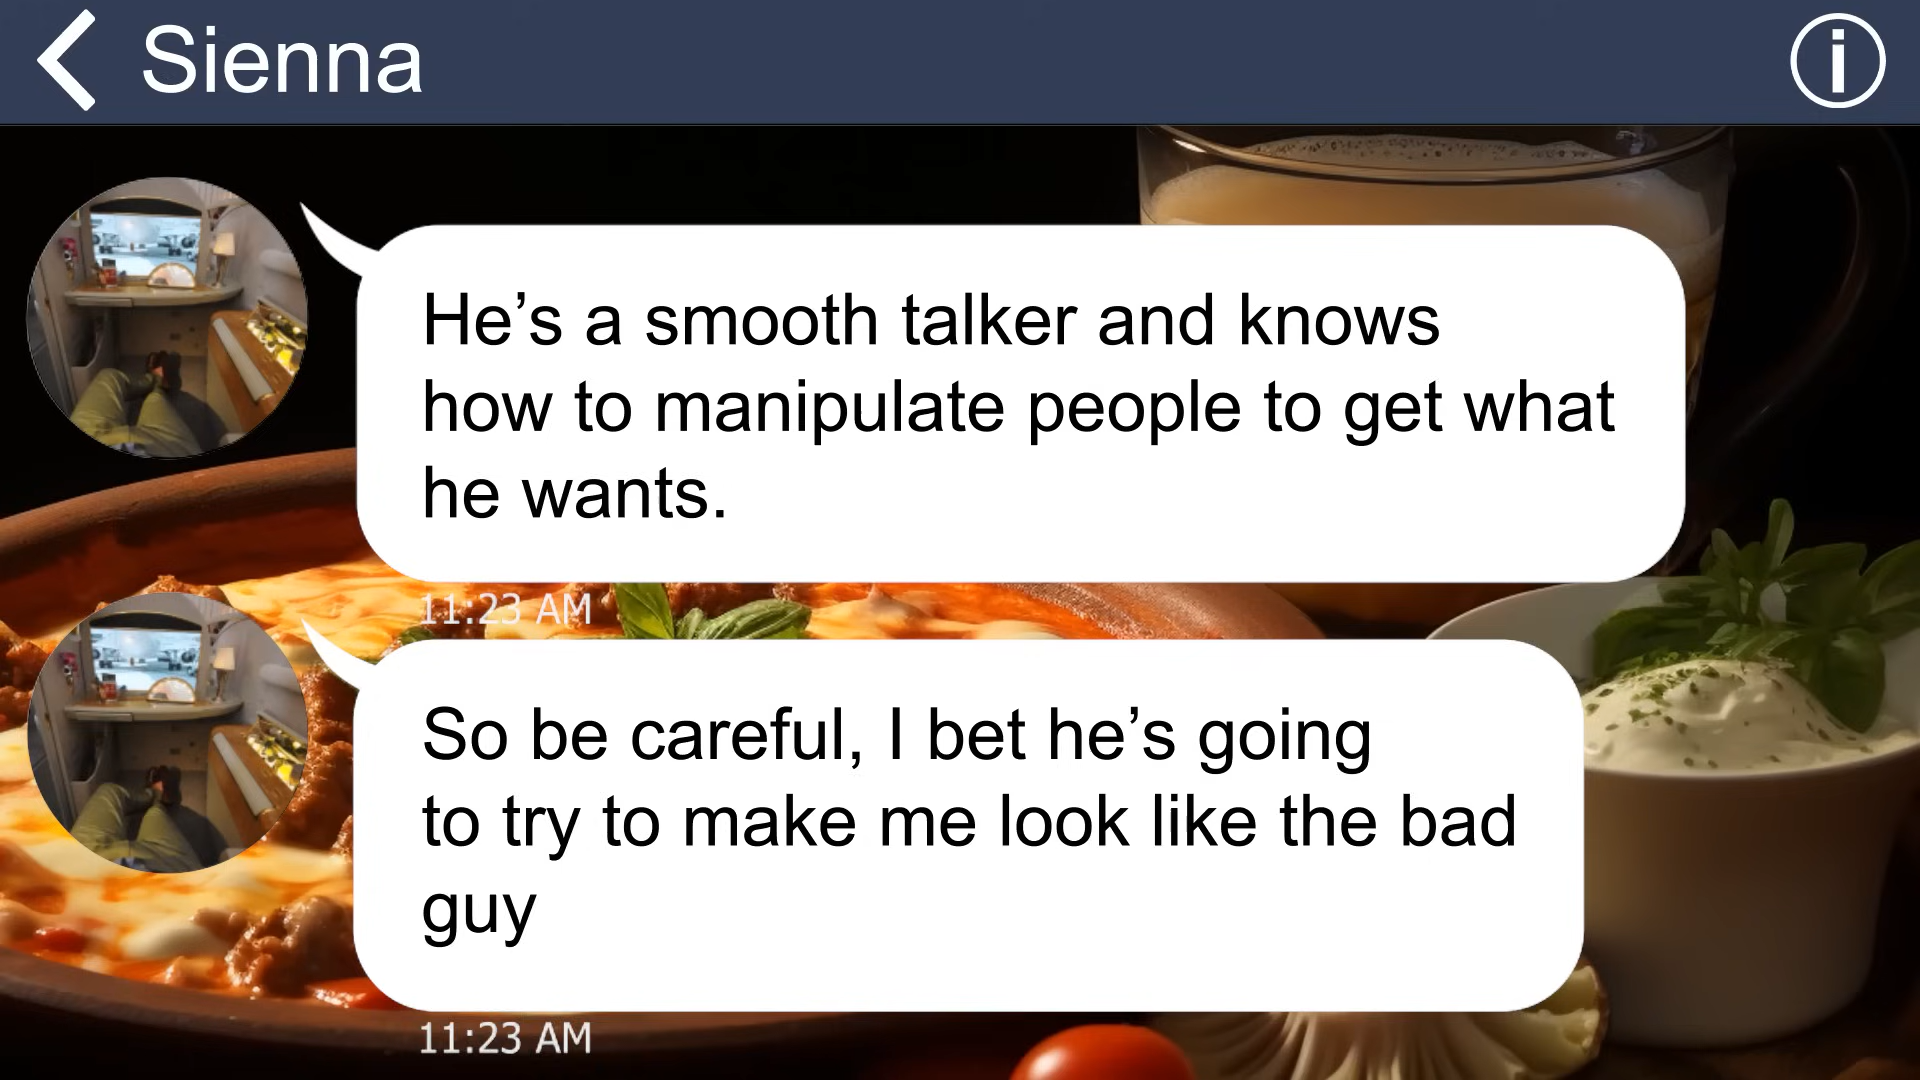 Sienna
He’s a smooth talker and knows
how to manipulate people to get what
he wants.
11:23 AM
So be careful, I bet he’s going
to try to make me look like the bad
guy
11:23 AM